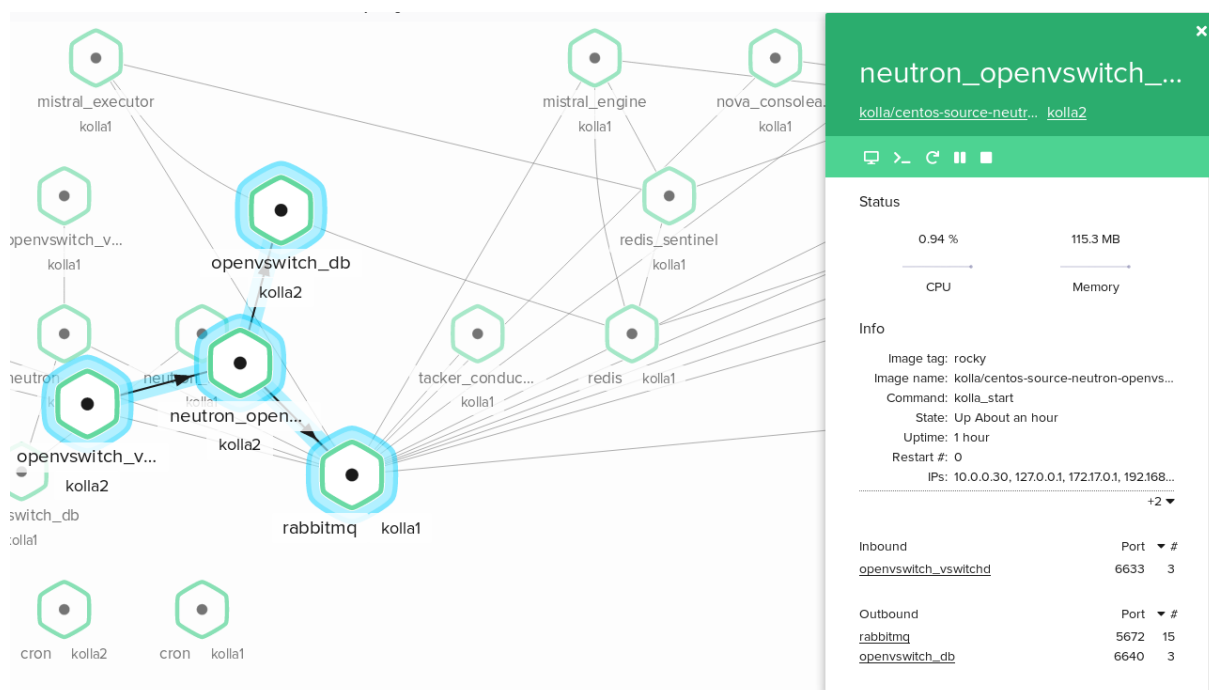 mistral_executor
kolla1
mistral_engine
kolla1
nova_consolea.
kolla1
openvswitch_v...
kolla1
openvswitch_db
kolla2
redis_sentinel
kolla1
neutron
neutron_open...
kolla2
tacker_conduc...
kolla1
redis kolla1
openvswitch_v...
kolla2
switch_db
kolla1
rabbitmq kolla1
cron kolla2
cron kolla1
neutron_openvswitch_...
kolla/centos-source-neutr... kolla2
Status
0.94 % 115.3 MB
CPU Memory
Info
Image tag: rocky
Image name: kolla/centos-source-neutron-openvs...
Command: kolla_start
State: Up About an hour
Uptime: 1 hour
Restart #: 0
IPs: 10.0.0.30, 127.0.0.1, 172.17.0.1, 192.168...
+2
Inbound Port #
openvswitch_vswitchd 6633 3
Outbound Port #
rabbitmq 5672 15
openvswitch_db 6640 3